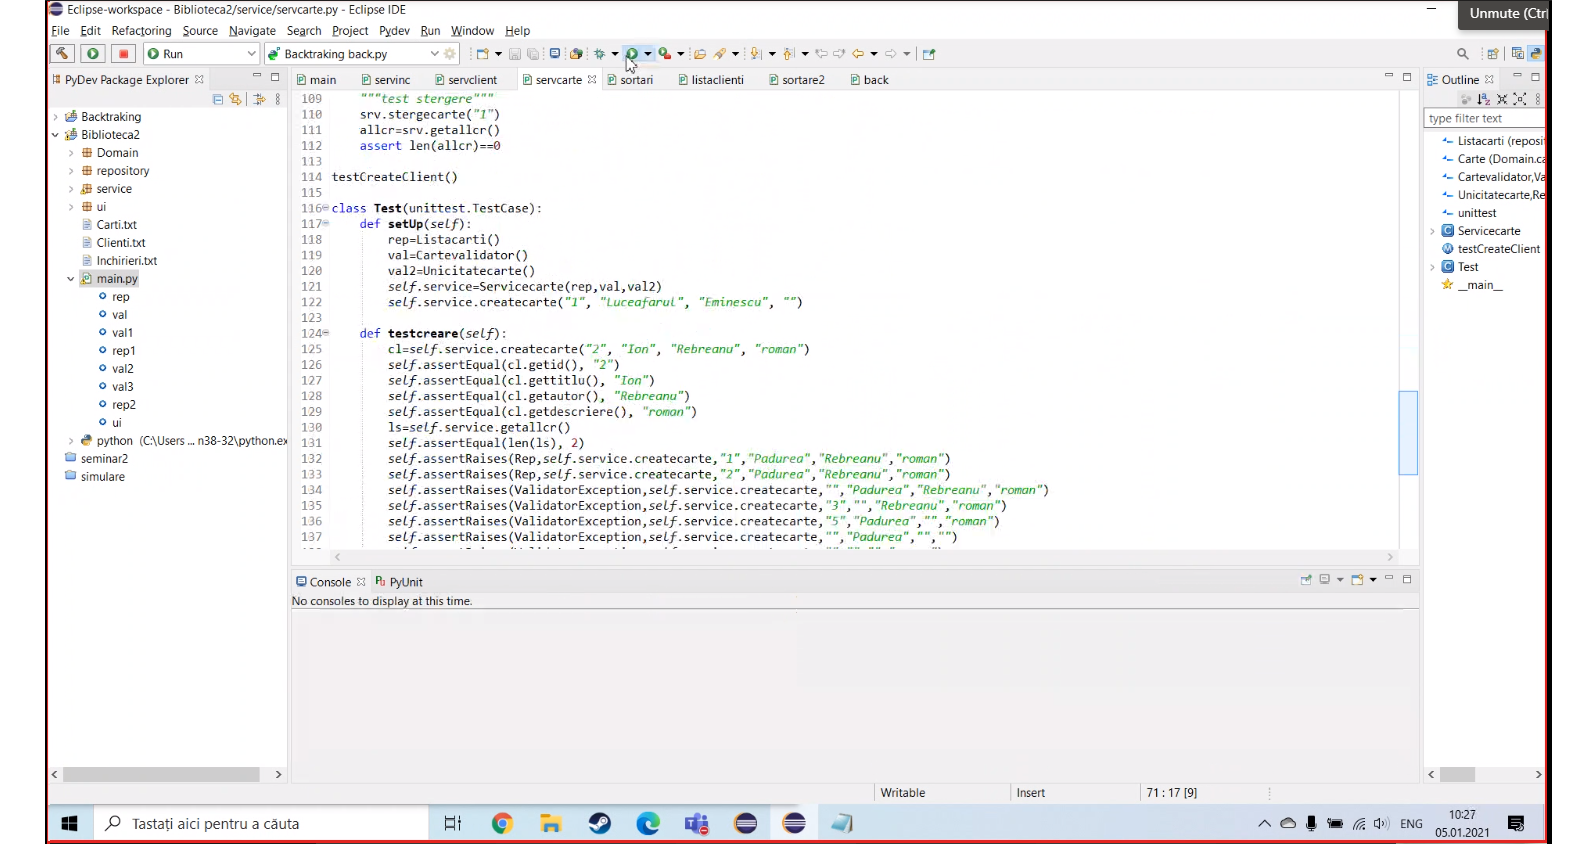 Eclipse-workspace - Biblioteca2/service/servcarte.py - Eclipse IDE
Unmute (Ctrl
File Edit Refactoring Source Navigate Search Project Pydev Run Window Help
Run
Backtraking back.py
PyDev Package Explorer
Backtraking
Biblioteca2
Domain
repository
service
ui
Carti.txt
Clienti.txt
Inchirieri.txt
main.py
rep
val
val1
rep1
val2
val3
rep2
ui
python (C:\Users ... n38-32\python.ex
seminar2
simulare
main servinc servclient servcarte sortari listaclienti sortare2 back
109 """test stergere"""
110 srv.stergecarte("1")
111 allcr=srv.getallcr()
112 assert len(allcr)==0
113
114 testCreateClient()
115
116 class Test(unittest.TestCase):
117 def setUp(self):
118 rep=Listacarti()
119 val=Cartevalidator()
120 val2=Unicitatecarte()
121 self.service=Servicecarte(rep,val,val2)
122 self.service.createcarte("1", "Luceafarul", "Eminescu", "")
123
124 def testcreare(self):
125 cl=self.service.createcarte("2", "Ion", "Rebreanu", "roman")
126 self.assertEqual(cl.getid(), "2")
127 self.assertEqual(cl.gettitlu(), "Ion")
128 self.assertEqual(cl.getautor(), "Rebreanu")
129 self.assertEqual(cl.getdescriere(), "roman")
130 ls=self.service.getallcr()
131 self.assertEqual(len(ls), 2)
132 self.assertRaises(Rep,self.service.createcarte,"1","Padurea","Rebreanu","roman")
133 self.assertRaises(Rep,self.service.createcarte,"2","Padurea","Rebreanu","roman")
134 self.assertRaises(ValidatorException,self.service.createcarte,"","Padurea","Rebreanu","roman")
135 self.assertRaises(ValidatorException,self.service.createcarte,"3","","Rebreanu","roman")
136 self.assertRaises(ValidatorException,self.service.createcarte,"5","Padurea","","roman")
137 self.assertRaises(ValidatorException,self.service.createcarte,"","Padurea","","")
Console PyUnit
No consoles to display at this time.
Outline
type filter text
Listacarti (reposit
Carte (Domain.ca
Cartevalidator,Va
Unicitatecarte,Re
unittest
Servicecarte
testCreateClient
Test
__main__
Writable Insert 71 : 17 [9]
Tastați aici pentru a căuta
ENG
10:27
05.01.2021